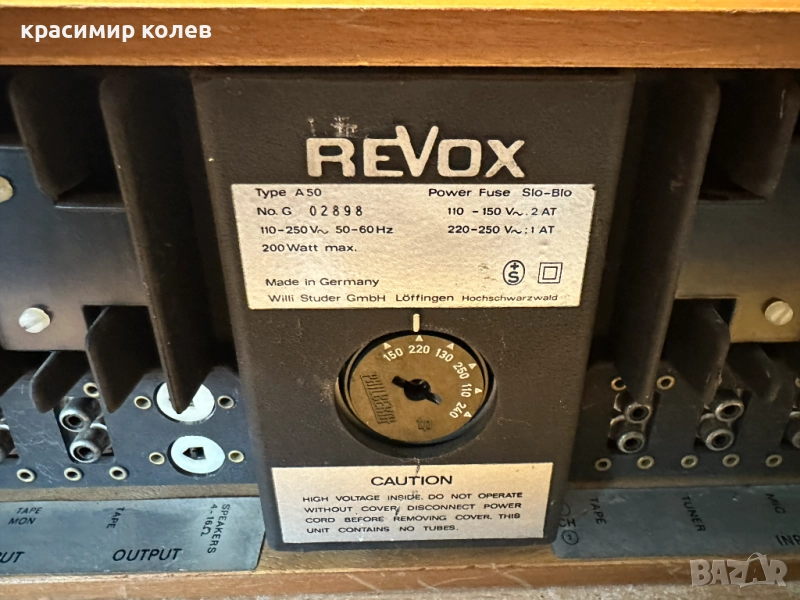 красимир колев
REVOX
Type A50
No. G 02898
110-250 V~ 50-60 Hz
200 Watt max.
Power Fuse Slo-Blo
110 - 150 V~: 2 AT
220-250 V~: 1 AT
+
S
Made in Germany
Willi Studer GmbH Löffingen Hochschwarzwald
150 220 130 250 110 240
CAUTION
HIGH VOLTAGE INSIDE. DO NOT OPERATE
WITHOUT COVER. DISCONNECT POWER
CORD BEFORE REMOVING COVER. THIS
UNIT CONTAINS NO TUBES.
TAPE
MON
TAPE
SPEAKERS
4-16Ω
OUTPUT
TAPE
TUNER
BAZAR